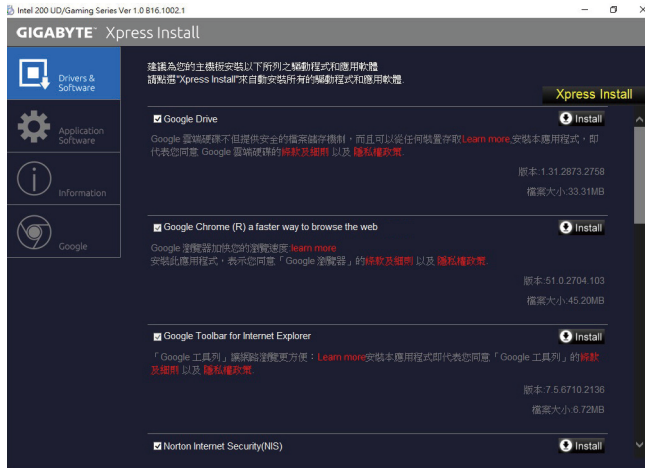 Intel 200 UD/Gaming Series Ver 1.0 B16.1002.1
GIGABYTE™ Xpress Install
Drivers &
Software
Application
Software
Information
Google
建議為您的主機板安裝以下所列之驅動程式和應用軟體
請點選"Xpress Install"來自動安裝所有的驅動程式和應用軟體.
Xpress Install
Google Drive
Install
Google 雲端硬碟不但提供安全的檔案儲存機制，而且可以從任何裝置存取Learn more,安裝本應用程式，即
代表您同意 Google 雲端硬碟的條款及細則 以及 隱私權政策.
版本:1.31.2873.2758
檔案大小:33.31MB
Google Chrome (R) a faster way to browse the web
Install
Google 瀏覽器加快您的瀏覽速度.learn more
安裝此應用程式，表示您同意「Google 瀏覽器」的條款及細則 以及 隱私權政策.
版本:51.0.2704.103
檔案大小:45.20MB
Google Toolbar for Internet Explorer
Install
「Google 工具列」讓網路瀏覽更方便：Learn more安裝本應用程式即代表您同意「Google 工具列」的條款
及細則 以及 隱私權政策.
版本:7.5.6710.2136
檔案大小:6.72MB
Norton Internet Security(NIS)
Install